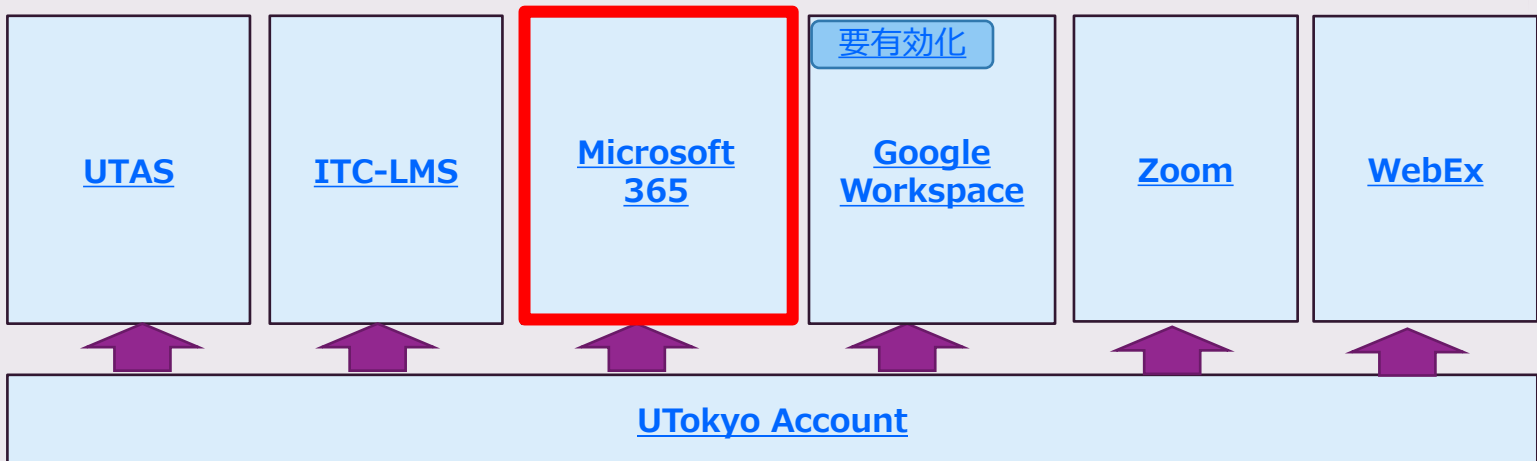 要有効化
UTAS
ITC-LMS
Microsoft
365
Google
Workspace
Zoom
WebEx
UTokyo Account